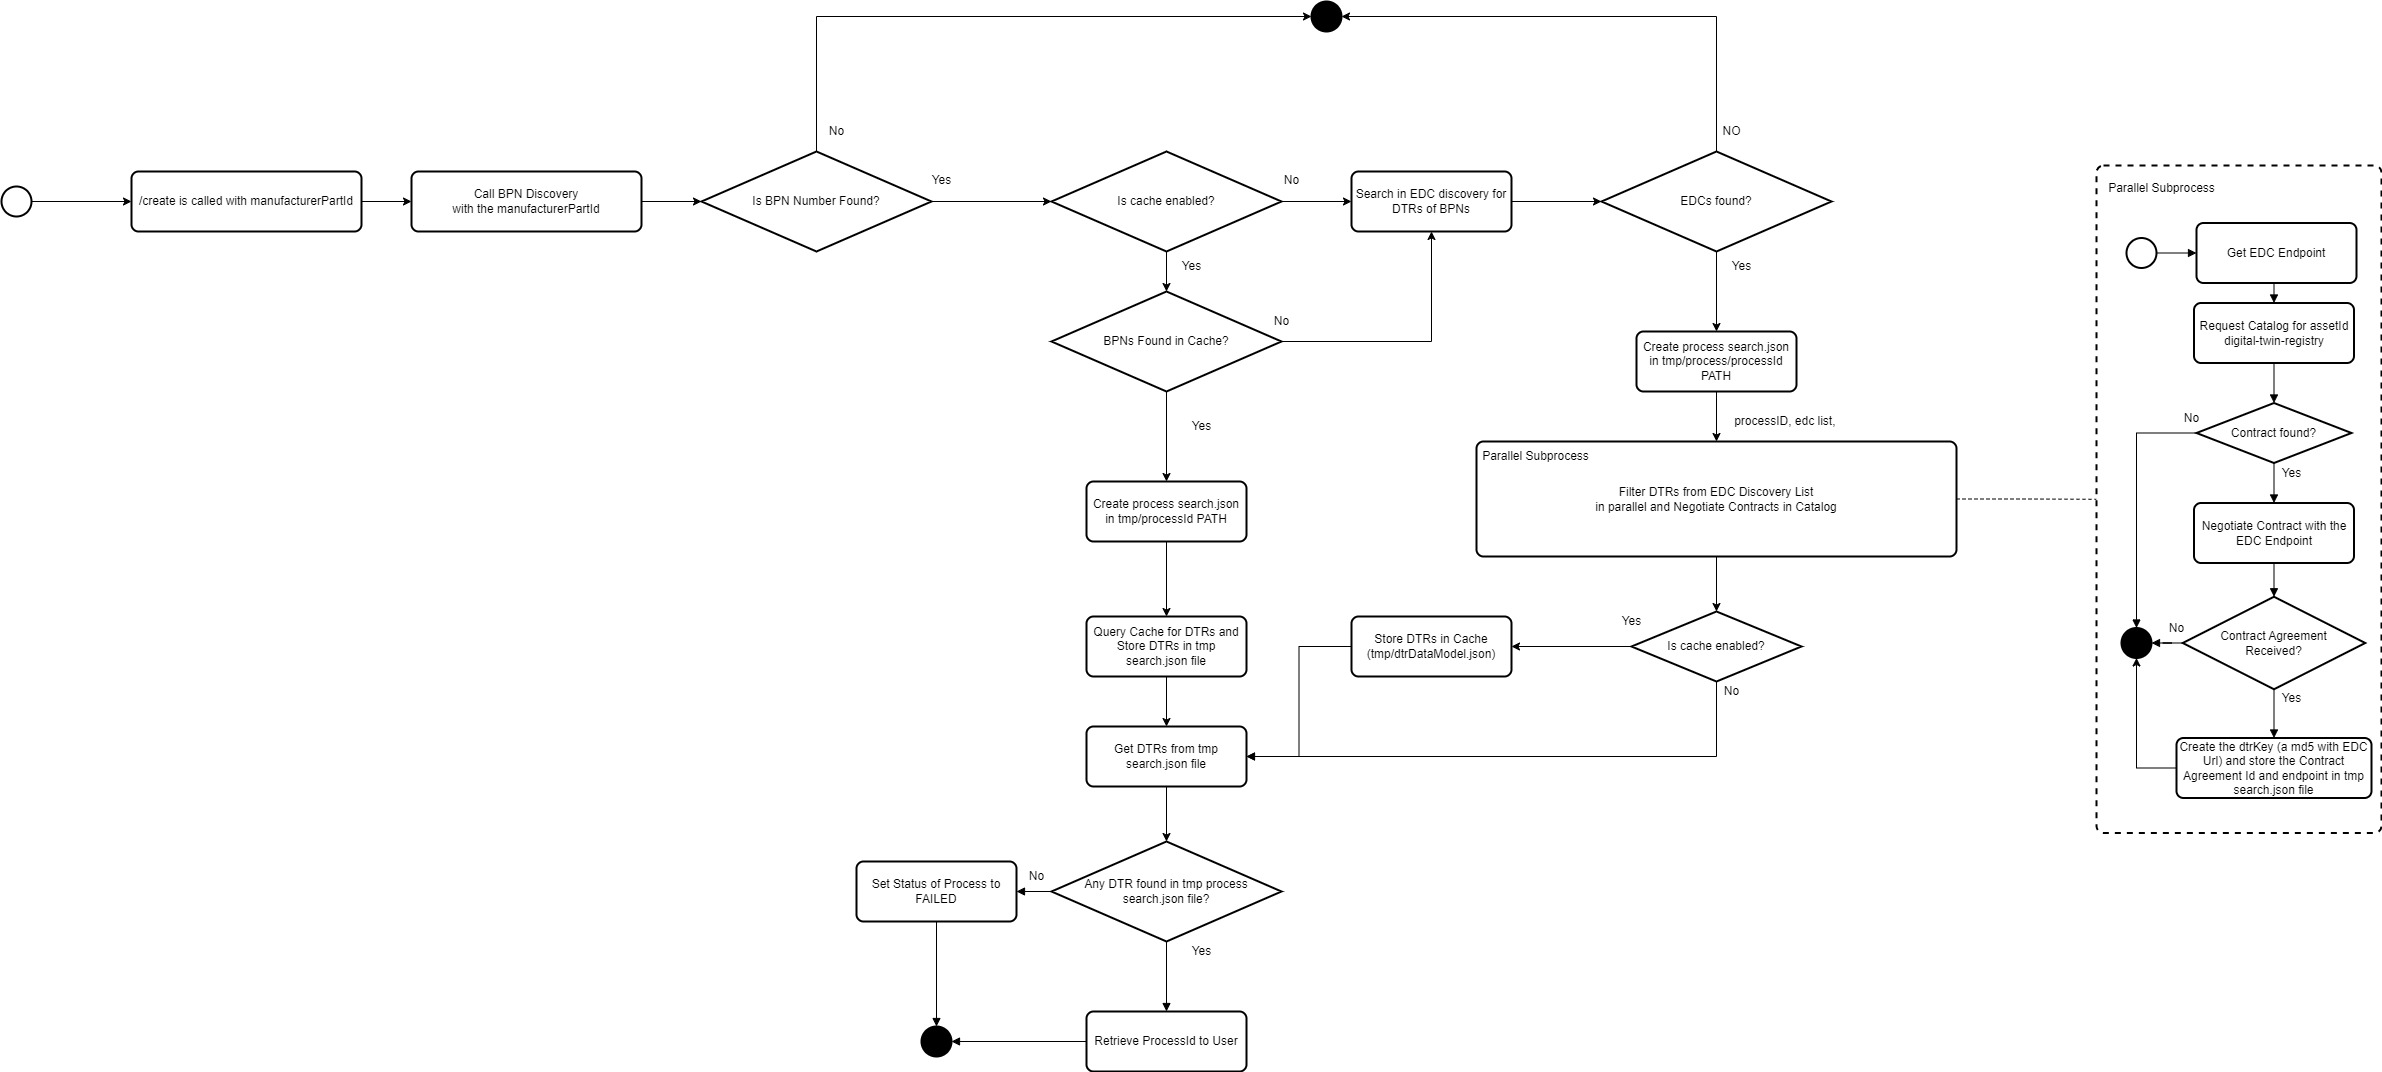 No
NO
/create is called with manufacturerPartId
Call BPN Discovery
with the manufacturerPartId
Is BPN Number Found?
Yes
Is cache enabled?
No
Search in EDC discovery for
DTRs of BPNs
EDCs found?
Yes
Yes
BPNs Found in Cache?
No
Yes
Create process search.json
in tmp/process/processId
PATH
processID, edc list,
Create process search.json
in tmp/processId PATH
Parallel Subprocess
Filter DTRs from EDC Discovery List
in parallel and Negotiate Contracts in Catalog
Query Cache for DTRs and
Store DTRs in tmp
search.json file
Store DTRs in Cache
(tmp/dtrDataModel.json)
Yes
Is cache enabled?
No
Get DTRs from tmp
search.json file
Set Status of Process to
FAILED
No
Any DTR found in tmp process
search.json file?
Yes
Retrieve ProcessId to User
Parallel Subprocess
Get EDC Endpoint
Request Catalog for assetId
digital-twin-registry
No
Contract found?
Yes
Negotiate Contract with the
EDC Endpoint
No
Contract Agreement
Received?
Yes
Create the dtrKey (a md5 with EDC
Url) and store the Contract
Agreement Id and endpoint in tmp
search.json file